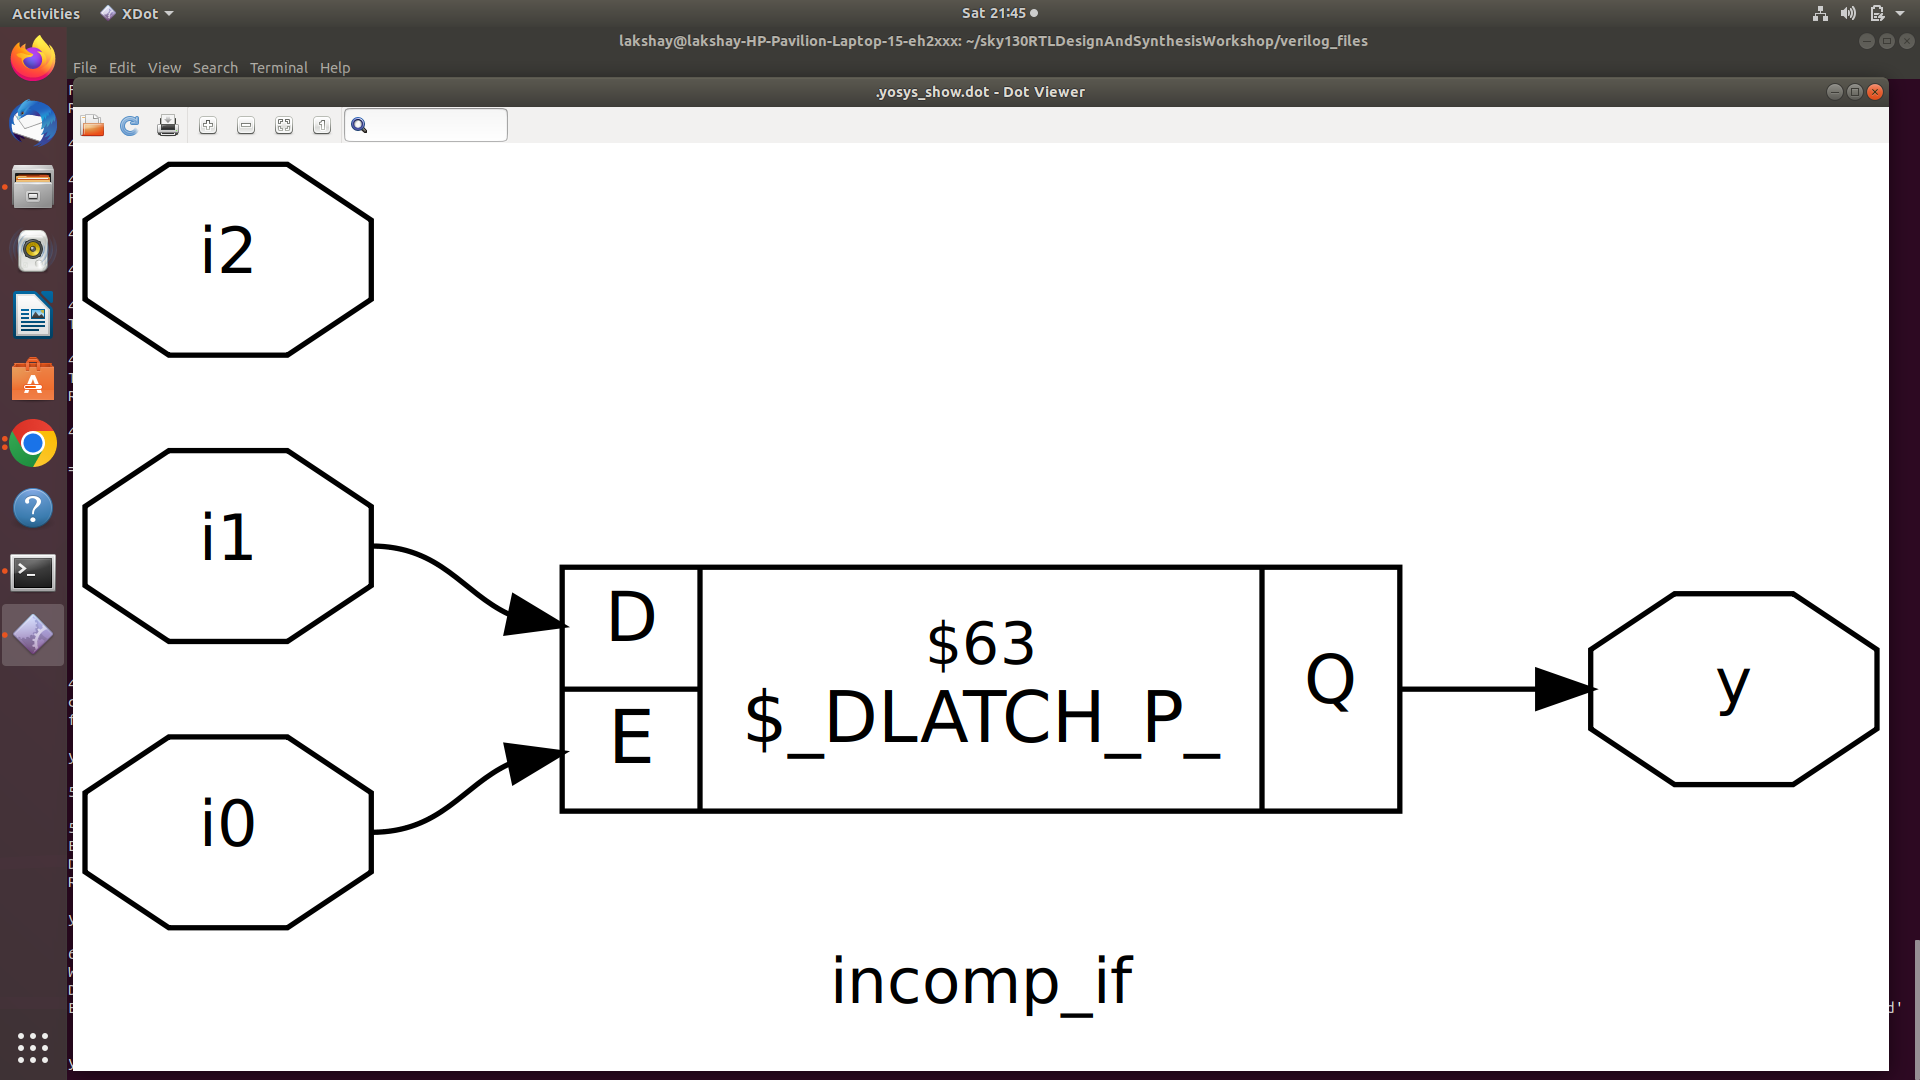 Activities
XDot
Sat 21:45
lakshay@lakshay-HP-Pavilion-Laptop-15-eh2xxx: ~/sky130RTLDesignAndSynthesisWorkshop/verilog_files
File Edit View Search Terminal Help
.yosys_show.dot - Dot Viewer
i2
i1
D
$63
$_DLATCH_P_
Q
y
E
i0
incomp_if